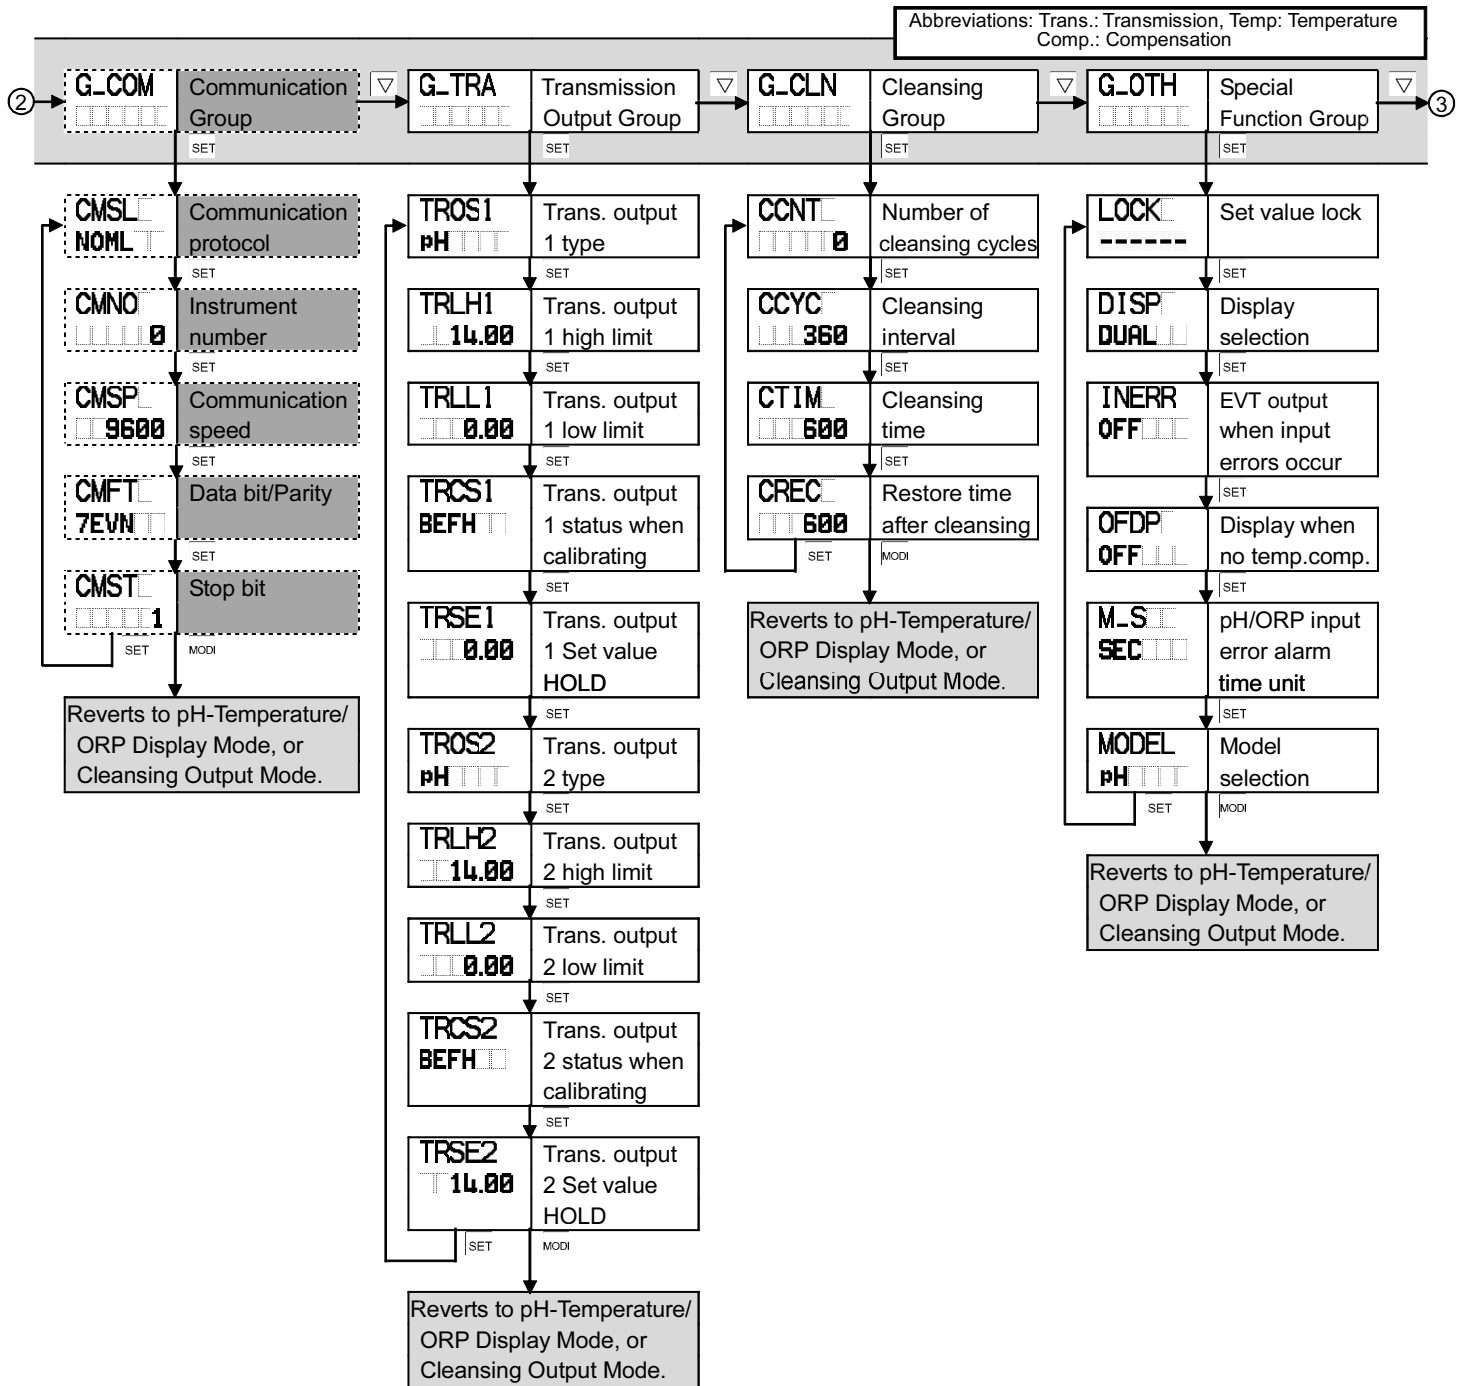 Abbreviations: Trans.: Transmission, Temp: Temperature
Comp.: Compensation
②
G_COM
Communication
Group
▽
G_TRA
Transmission
Output Group
▽
G_CLN
Cleansing
Group
▽
G_OTH
Special
Function Group
▽
③
SET
SET
SET
SET
CMSL
NOML
Communication
protocol
SET
CMNO
0
Instrument
number
SET
CMSP
9600
Communication
speed
SET
CMFT
7EVN
Data bit/Parity
SET
CMST
1
Stop bit
SET
MODI
Reverts to pH-Temperature/
ORP Display Mode, or
Cleansing Output Mode.
TROS1
pH
Trans. output
1 type
SET
TRLH1
14.00
Trans. output
1 high limit
SET
TRLL1
0.00
Trans. output
1 low limit
SET
TRCS1
BEFH
Trans. output
1 status when
calibrating
SET
TRSE1
0.00
Trans. output
1 Set value
HOLD
SET
TROS2
pH
Trans. output
2 type
SET
TRLH2
14.00
Trans. output
2 high limit
SET
TRLL2
0.00
Trans. output
2 low limit
SET
TRCS2
BEFH
Trans. output
2 status when
calibrating
SET
TRSE2
14.00
Trans. output
2 Set value
HOLD
SET
MODI
Reverts to pH-Temperature/
ORP Display Mode, or
Cleansing Output Mode.
CCNT
0
Number of
cleansing cycles
SET
CCYC
360
Cleansing
interval
SET
CTIM
600
Cleansing
time
SET
CREC
600
Restore time
after cleansing
SET
MODI
Reverts to pH-Temperature/
ORP Display Mode, or
Cleansing Output Mode.
LOCK
------
Set value lock
SET
DISP
DUAL
Display
selection
SET
INERR
OFF
EVT output
when input
errors occur
SET
OFDP
OFF
Display when
no temp.comp.
SET
M_S
SEC
pH/ORP input
error alarm
time unit
SET
MODEL
pH
Model
selection
SET
MODI
Reverts to pH-Temperature/
ORP Display Mode, or
Cleansing Output Mode.